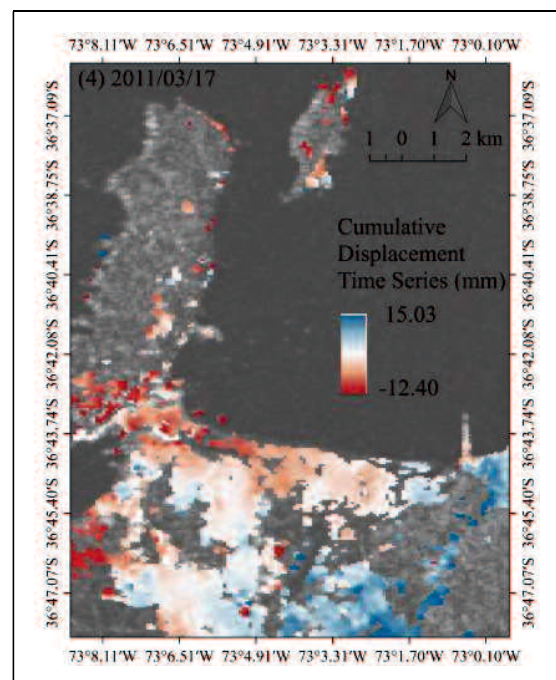 73°8.11'W 73°6.51'W 73°4.91'W 73°3.31'W 73°1.70'W 73°0.10'W
(4) 2011/03/17
N
1 0 1 2 km
36°37.09'S 36°37.09'S
36°38.75'S 36°38.75'S
Cumulative
Displacement
Time Series (mm)
36°40.41'S 36°40.41'S
15.03
36°42.08'S 36°42.08'S
-12.40
36°43.74'S 36°43.74'S
36°45.40'S 36°45.40'S
36°47.07'S 36°47.07'S
73°8.11'W 73°6.51'W 73°4.91'W 73°3.31'W 73°1.70'W 73°0.10'W